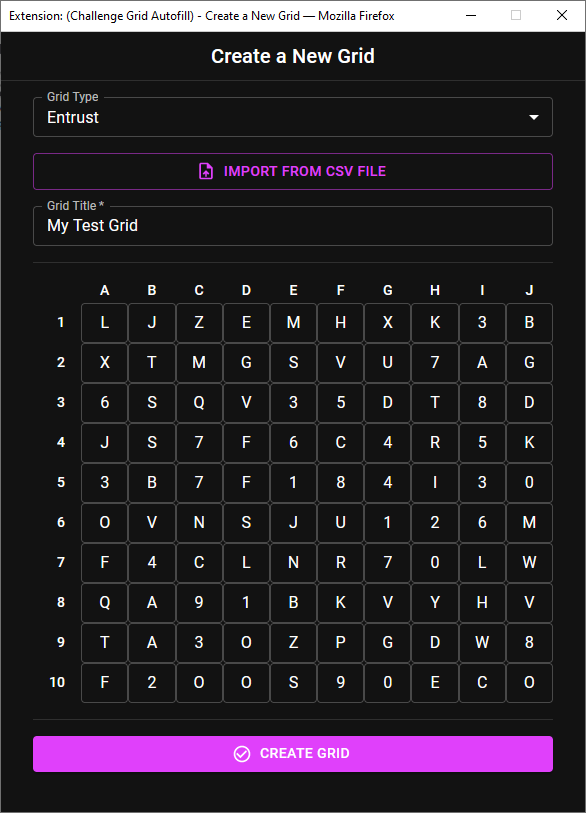 Extension: (Challenge Grid Autofill) - Create a New Grid — Mozilla Firefox
Create a New Grid
Grid Type
Entrust
IMPORT FROM CSV FILE
Grid Title *
My Test Grid
A B C D E F G H I J
1 L J Z E M H X K 3 B
2 X T M G S V U 7 A G
3 6 S Q V 3 5 D T 8 D
4 J S 7 F 6 C 4 R 5 K
5 3 B 7 F 1 8 4 I 3 0
6 O V N S J U 1 2 6 M
7 F 4 C L N R 7 0 L W
8 Q A 9 1 B K V Y H V
9 T A 3 O Z P G D W 8
10 F 2 O O S 9 0 E C O
CREATE GRID